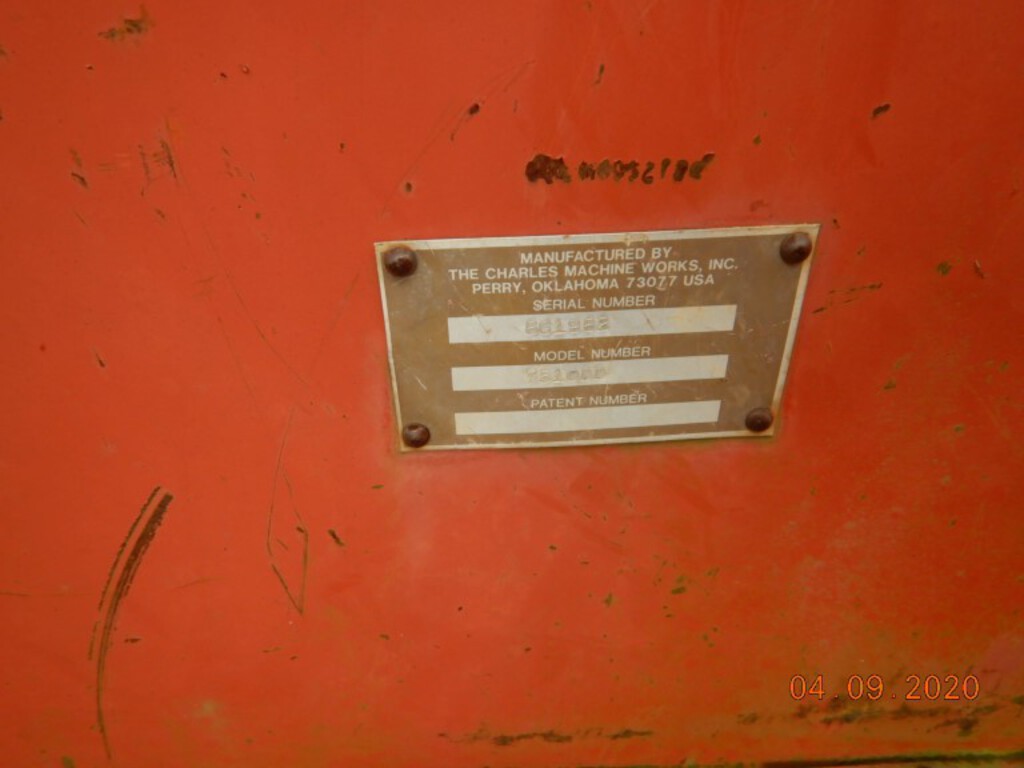 MANUFACTURED BY
THE CHARLES MACHINE WORKS, INC.
PERRY, OKLAHOMA 73077 USA
SERIAL NUMBER
MODEL NUMBER
PATENT NUMBER
04.09.2020